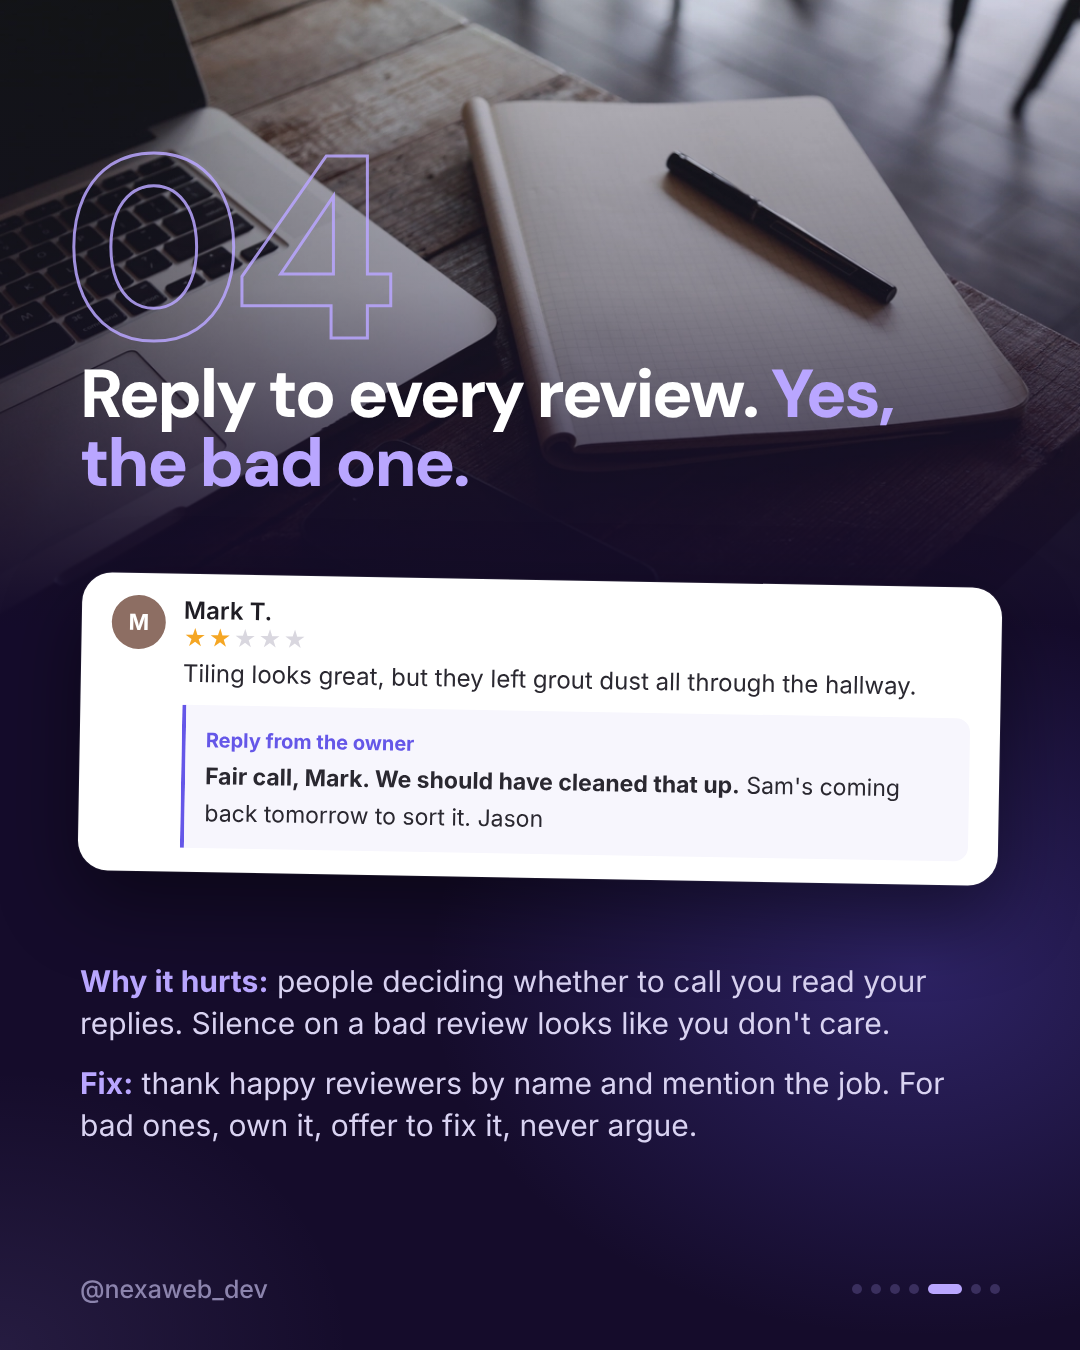 04
Reply to every review. Yes,
the bad one.
M
Mark T.
Tiling looks great, but they left grout dust all through the hallway.
Reply from the owner
Fair call, Mark. We should have cleaned that up. Sam's coming
back tomorrow to sort it. Jason
Why it hurts: people deciding whether to call you read your
replies. Silence on a bad review looks like you don't care.
Fix: thank happy reviewers by name and mention the job. For
bad ones, own it, offer to fix it, never argue.
@nexaweb_dev